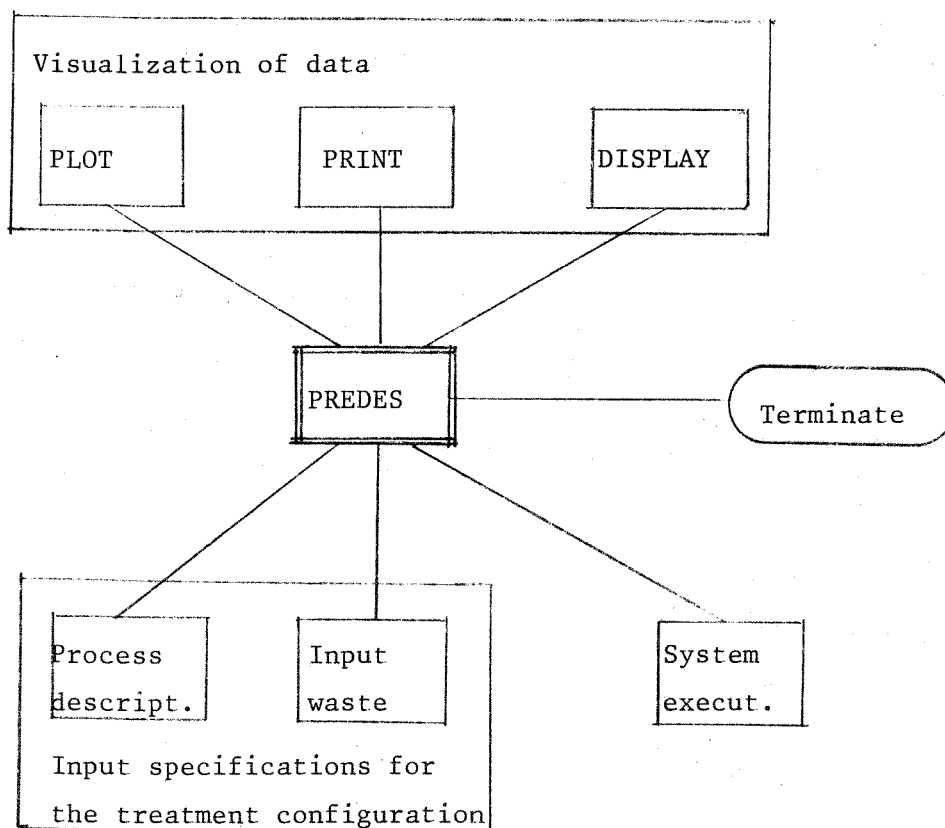 Visualization of data
PLOT
PRINT
DISPLAY
PREDES
Terminate
Process
descript.
Input
waste
System
execut.
Input specifications for
the treatment configuration